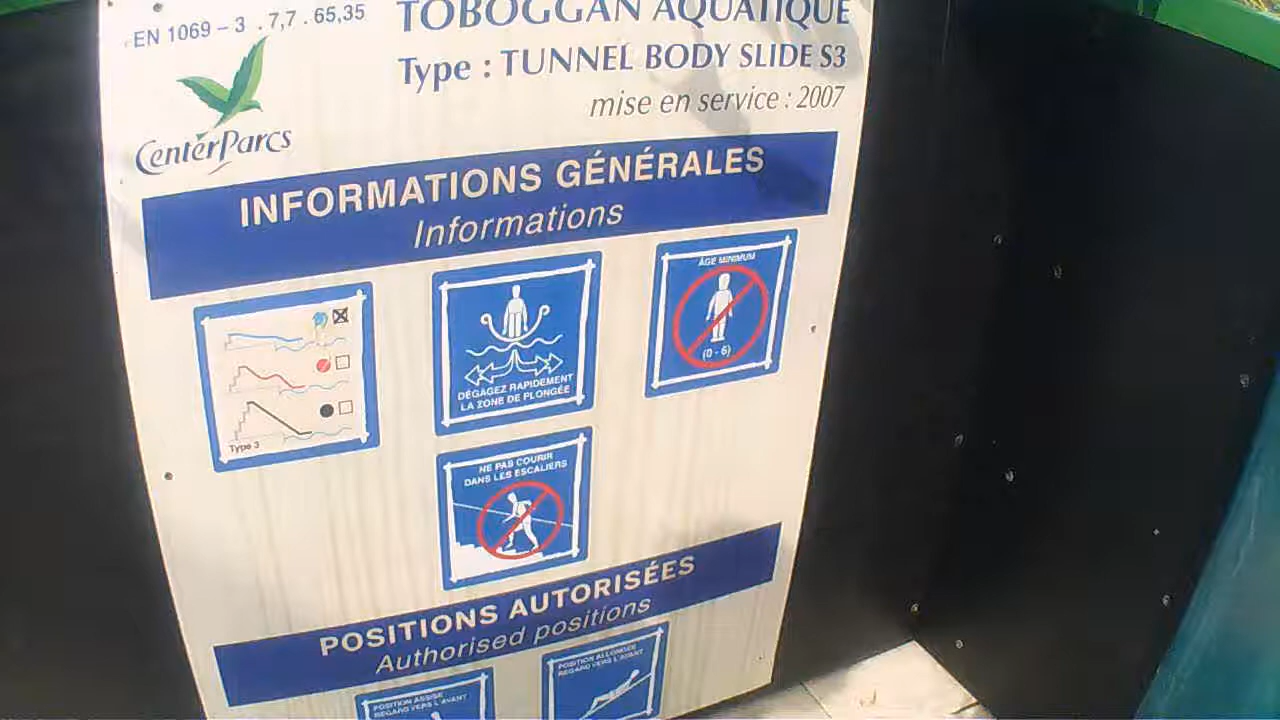 EN 1069 – 3 . 7,7 . 65,35
TOBOGGAN AQUATIQUE
Type : TUNNEL BODY SLIDE S3
mise en service : 2007
CenterParcs
INFORMATIONS GÉNÉRALES
Informations
Type 3
DÉGAGEZ RAPIDEMENT
LA ZONE DE PLONGÉE
ÂGE MINIMUM
(0 - 6)
NE PAS COURIR
DANS LES ESCALIERS
POSITIONS AUTORISÉES
Authorised positions
POSITION ASSISE
REGARD VERS L'AVANT
POSITION ALLONGÉE
REGARD VERS L'AVANT